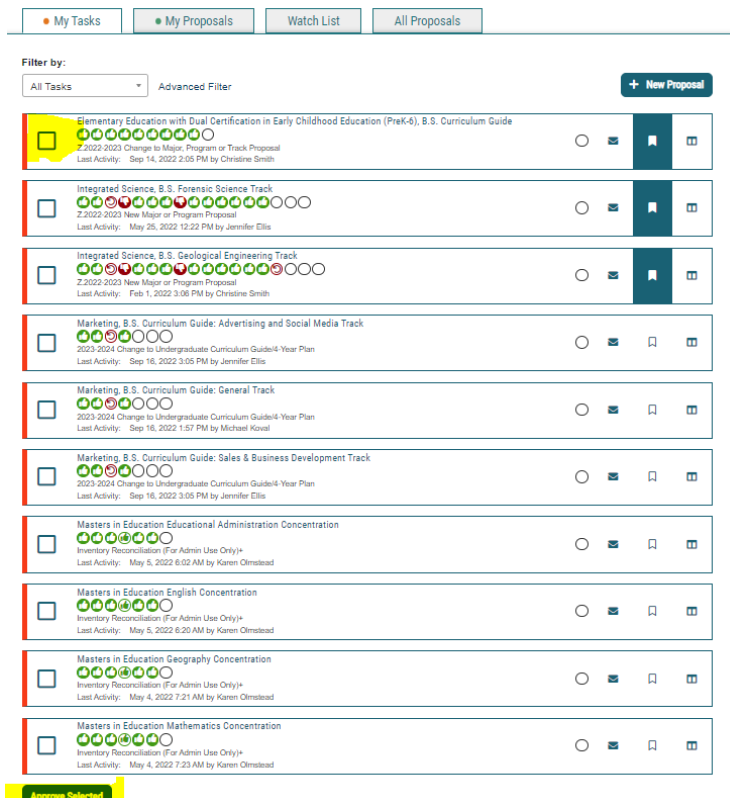 My Tasks
My Proposals
Watch List
All Proposals
Filter by:
All Tasks
Advanced Filter
+ New Proposal
Elementary Education with Dual Certification in Early Childhood Education (PreK-6), B.S. Curriculum Guide
Z.2022-2023 Change to Major, Program or Track Proposal
Last Activity: Sep 14, 2022 2:05 PM by Christine Smith
Integrated Science, B.S. Forensic Science Track
Z.2022-2023 New Major or Program Proposal
Last Activity: May 25, 2022 12:22 PM by Jennifer Ellis
Integrated Science, B.S. Geological Engineering Track
Z.2022-2023 New Major or Program Proposal
Last Activity: Feb 1, 2022 3:06 PM by Christine Smith
Marketing, B.S. Curriculum Guide: Advertising and Social Media Track
2023-2024 Change to Undergraduate Curriculum Guide/4-Year Plan
Last Activity: Sep 16, 2022 3:05 PM by Jennifer Ellis
Marketing, B.S. Curriculum Guide: General Track
2023-2024 Change to Undergraduate Curriculum Guide/4-Year Plan
Last Activity: Sep 16, 2022 1:57 PM by Michael Koval
Marketing, B.S. Curriculum Guide: Sales & Business Development Track
2023-2024 Change to Undergraduate Curriculum Guide/4-Year Plan
Last Activity: Sep 16, 2022 3:05 PM by Jennifer Ellis
Masters in Education Educational Administration Concentration
Inventory Reconciliation (For Admin Use Only)+
Last Activity: May 5, 2022 6:02 AM by Karen Olmstead
Masters in Education English Concentration
Inventory Reconciliation (For Admin Use Only)+
Last Activity: May 5, 2022 6:20 AM by Karen Olmstead
Masters in Education Geography Concentration
Inventory Reconciliation (For Admin Use Only)+
Last Activity: May 4, 2022 7:21 AM by Karen Olmstead
Masters in Education Mathematics Concentration
Inventory Reconciliation (For Admin Use Only)+
Last Activity: May 4, 2022 7:23 AM by Karen Olmstead
Approve Selected